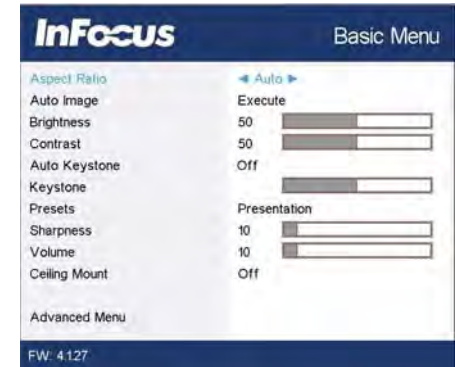 InFocus Basic Menu
Aspect Ratio ◄ Auto ►
Auto Image Execute
Brightness 50
Contrast 50
Auto Keystone Off
Keystone
Presets Presentation
Sharpness 10
Volume 10
Ceiling Mount Off
Advanced Menu
FW: 4.127